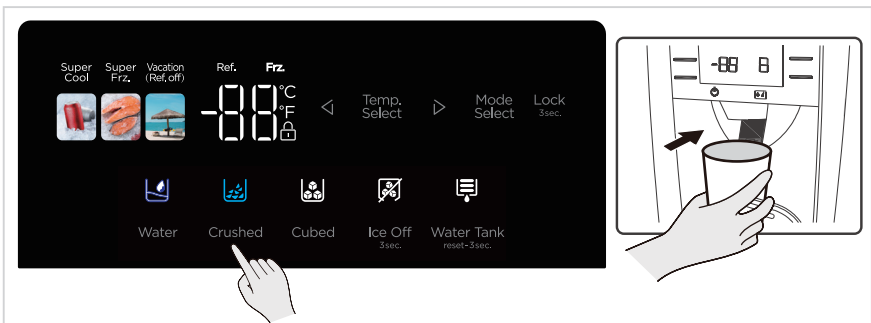 Super Cool
Super Frz.
Vacation (Ref. off)
Ref.
Frz.
-88
°C
°F
Temp. Select
Mode Select
Lock
3sec.
Water
Crushed
Cubed
Ice Off
3sec.
Water Tank
reset-3sec.
-88 8